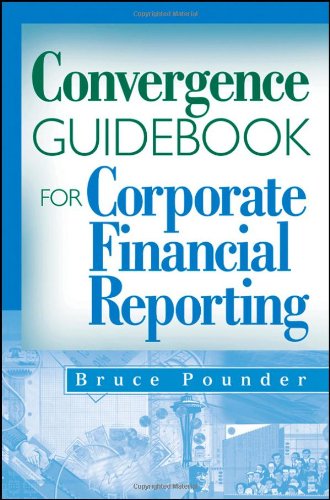 Convergence
GUIDEBOOK
FOR Corporate
Financial
Reporting
Bruce Pounder